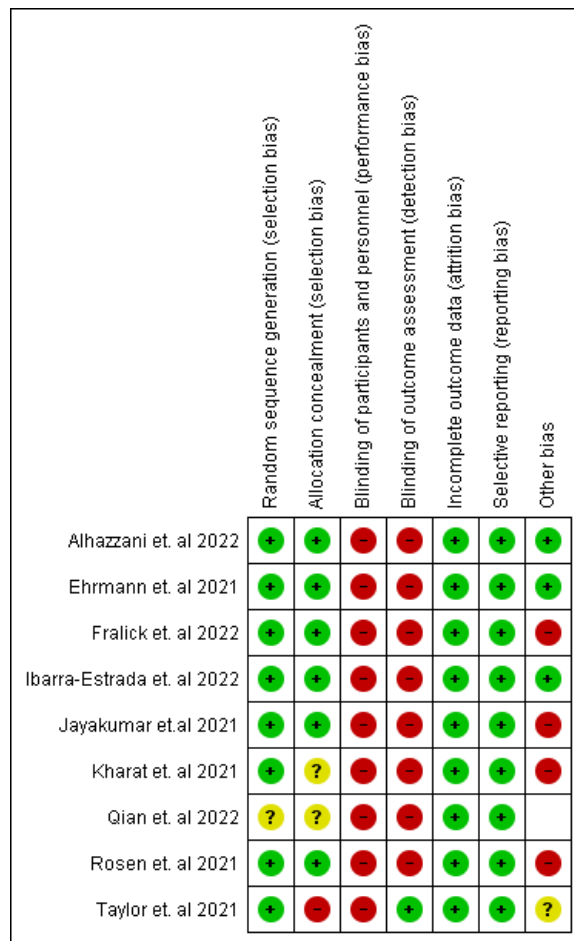 Random sequence generation (selection bias)
Allocation concealment (selection bias)
Blinding of participants and personnel (performance bias)
Blinding of outcome assessment (detection bias)
Incomplete outcome data (attrition bias)
Selective reporting (reporting bias)
Other bias
Alhazzani et. al 2022 + + - - + + +
Ehrmann et. al 2021 + + - - + + +
Fralick et. al 2022 + + - - + + -
Ibarra-Estrada et. al 2022 + + - - + + +
Jayakumar et.al 2021 + + - - + + -
Kharat et. al 2021 + ? - - + + -
Qian et. al 2022 ? ? - - + +
Rosen et. al 2021 + + - - + + -
Taylor et. al 2021 + - - + + + ?